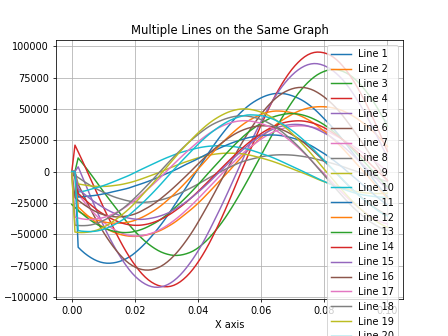 Multiple Lines on the Same Graph
100000
75000
50000
25000
0
−25000
−50000
−75000
−100000
0.00
0.02
0.04
0.06
X axis
Line 1
Line 2
Line 3
Line 4
Line 5
Line 6
Line 7
Line 8
Line 9
Line 10
Line 11
Line 12
Line 13
Line 14
Line 15
Line 16
Line 17
Line 18
Line 19
Line 20